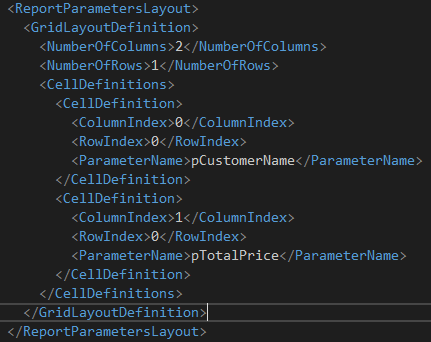 <ReportParametersLayout>
<GridLayoutDefinition>
<NumberOfColumns>2</NumberOfColumns>
<NumberOfRows>1</NumberOfRows>
<CellDefinitions>
<CellDefinition>
<ColumnIndex>0</ColumnIndex>
<RowIndex>0</RowIndex>
<ParameterName>pCustomerName</ParameterName>
</CellDefinition>
<CellDefinition>
<ColumnIndex>1</ColumnIndex>
<RowIndex>0</RowIndex>
<ParameterName>pTotalPrice</ParameterName>
</CellDefinition>
</CellDefinitions>
</GridLayoutDefinition>
</ReportParametersLayout>